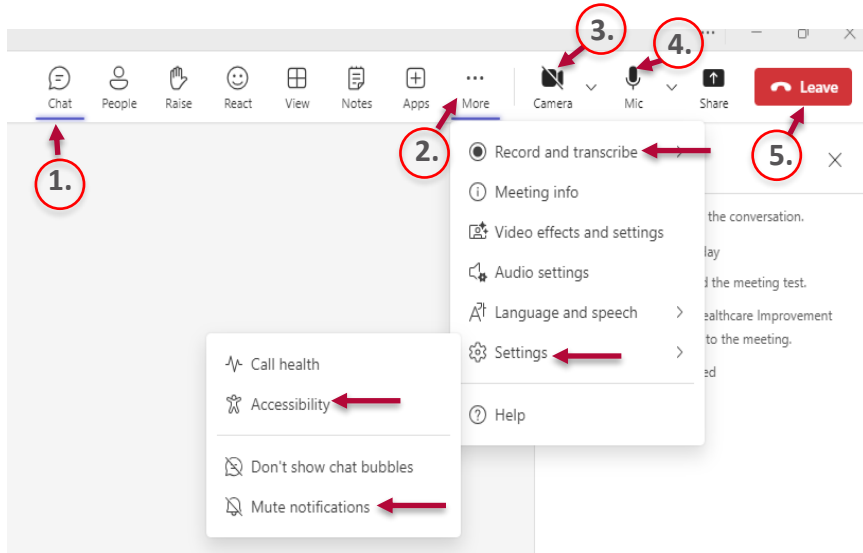 3.
4.
...
Chat People Raise React View Notes Apps More Camera Mic Share Leave
1.
2.
5.
Record and transcribe
Meeting info
Video effects and settings
Audio settings
Language and speech
Settings
Help
Call health
Accessibility
Don't show chat bubbles
Mute notifications
the conversation.
the meeting test.
ealthcare Improvement
to the meeting.